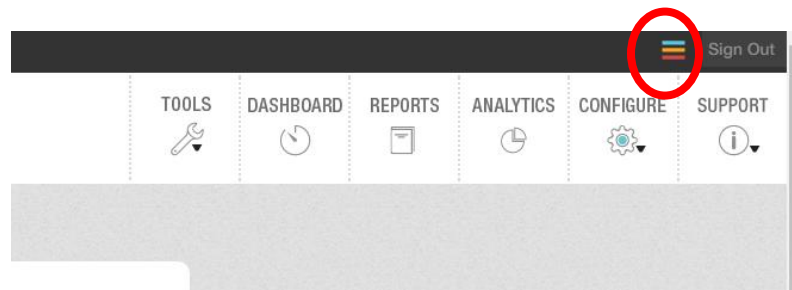 Sign Out
TOOLS DASHBOARD REPORTS ANALYTICS CONFIGURE SUPPORT
i